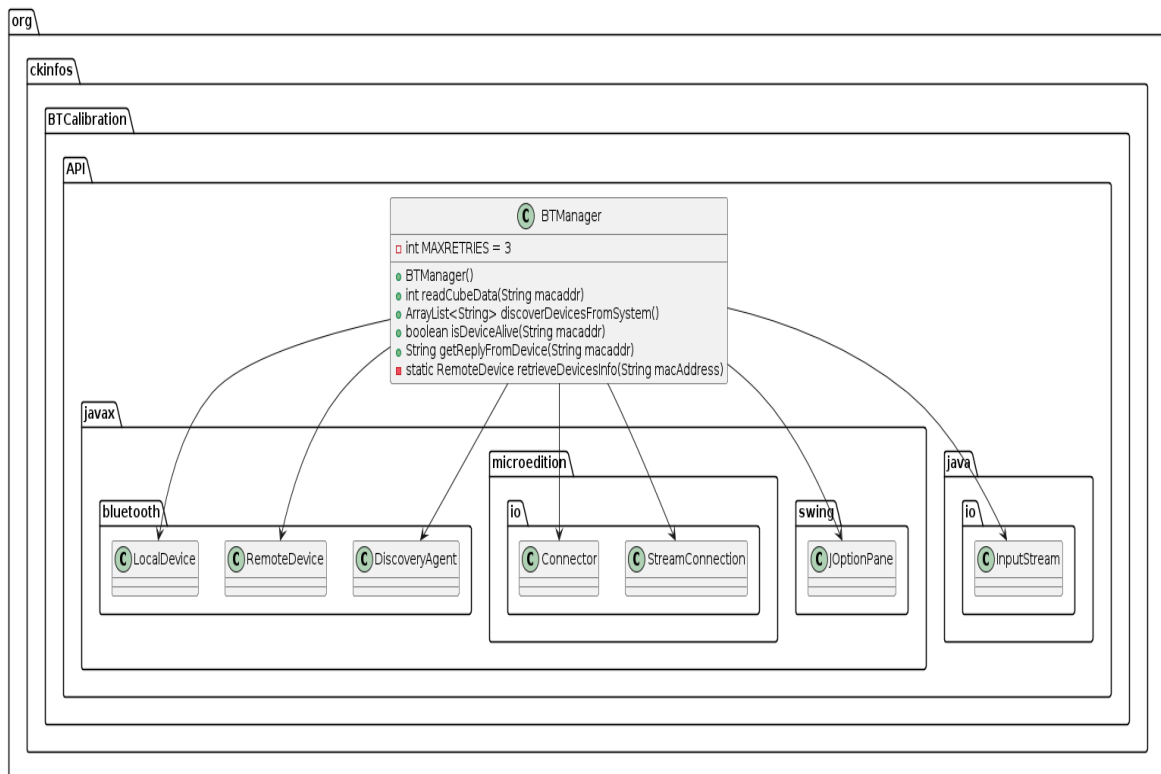 org
ckinfos
BTCalibration
API
C BTManager
int MAXRETRIES = 3
BTManager()
int readCubeData(String macaddr)
ArrayList<String> discoverDevicesFromSystem()
boolean isDeviceAlive(String macaddr)
String getReplyFromDevice(String macaddr)
static RemoteDevice retrieveDevicesInfo(String macAddress)
javax
microedition
java
bluetooth
io
swing
io
C LocalDevice
C RemoteDevice
C DiscoveryAgent
C Connector
C StreamConnection
C JOptionPane
C InputStream